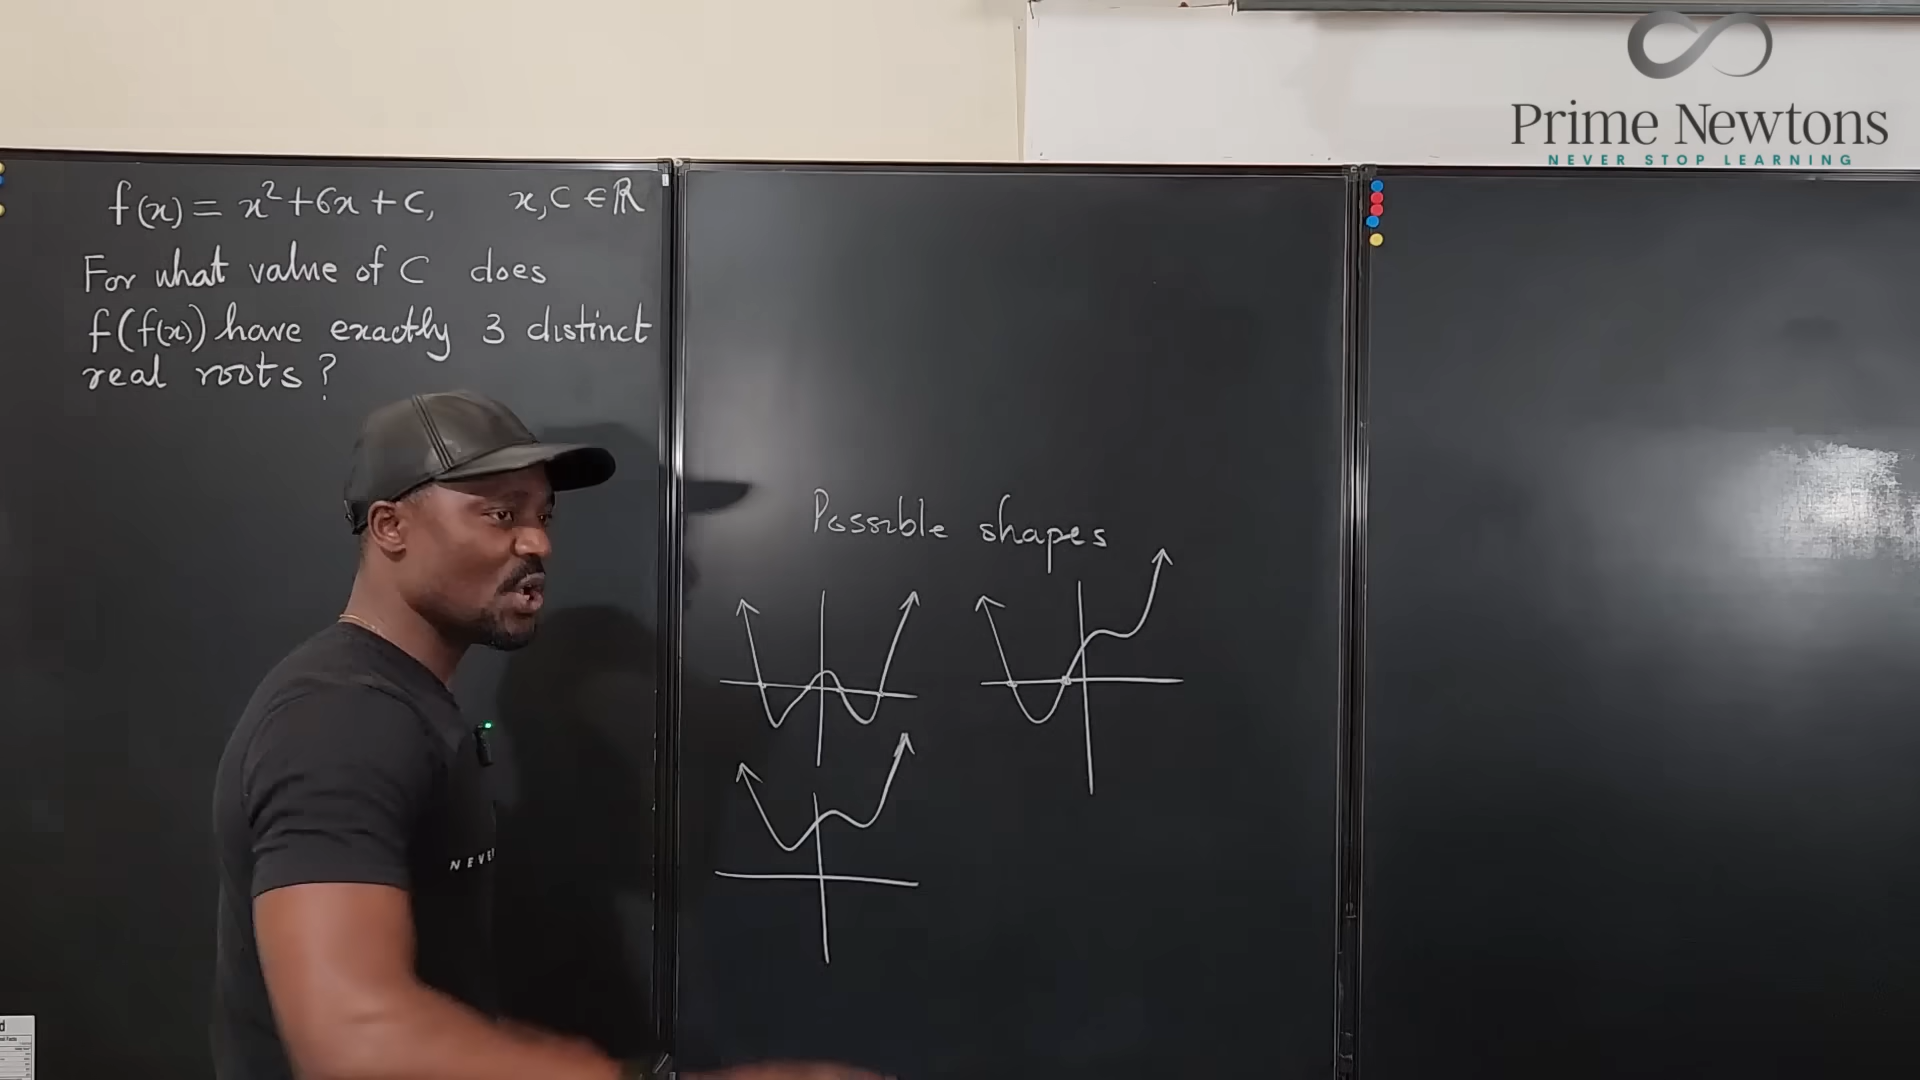 Prime Newtons
NEVER STOP LEARNING
f(x) = x²+6x+C, x, C ∈ ℝ
For what value of C does
f(f(x)) have exactly 3 distinct
real roots?
Possible shapes
NEVE